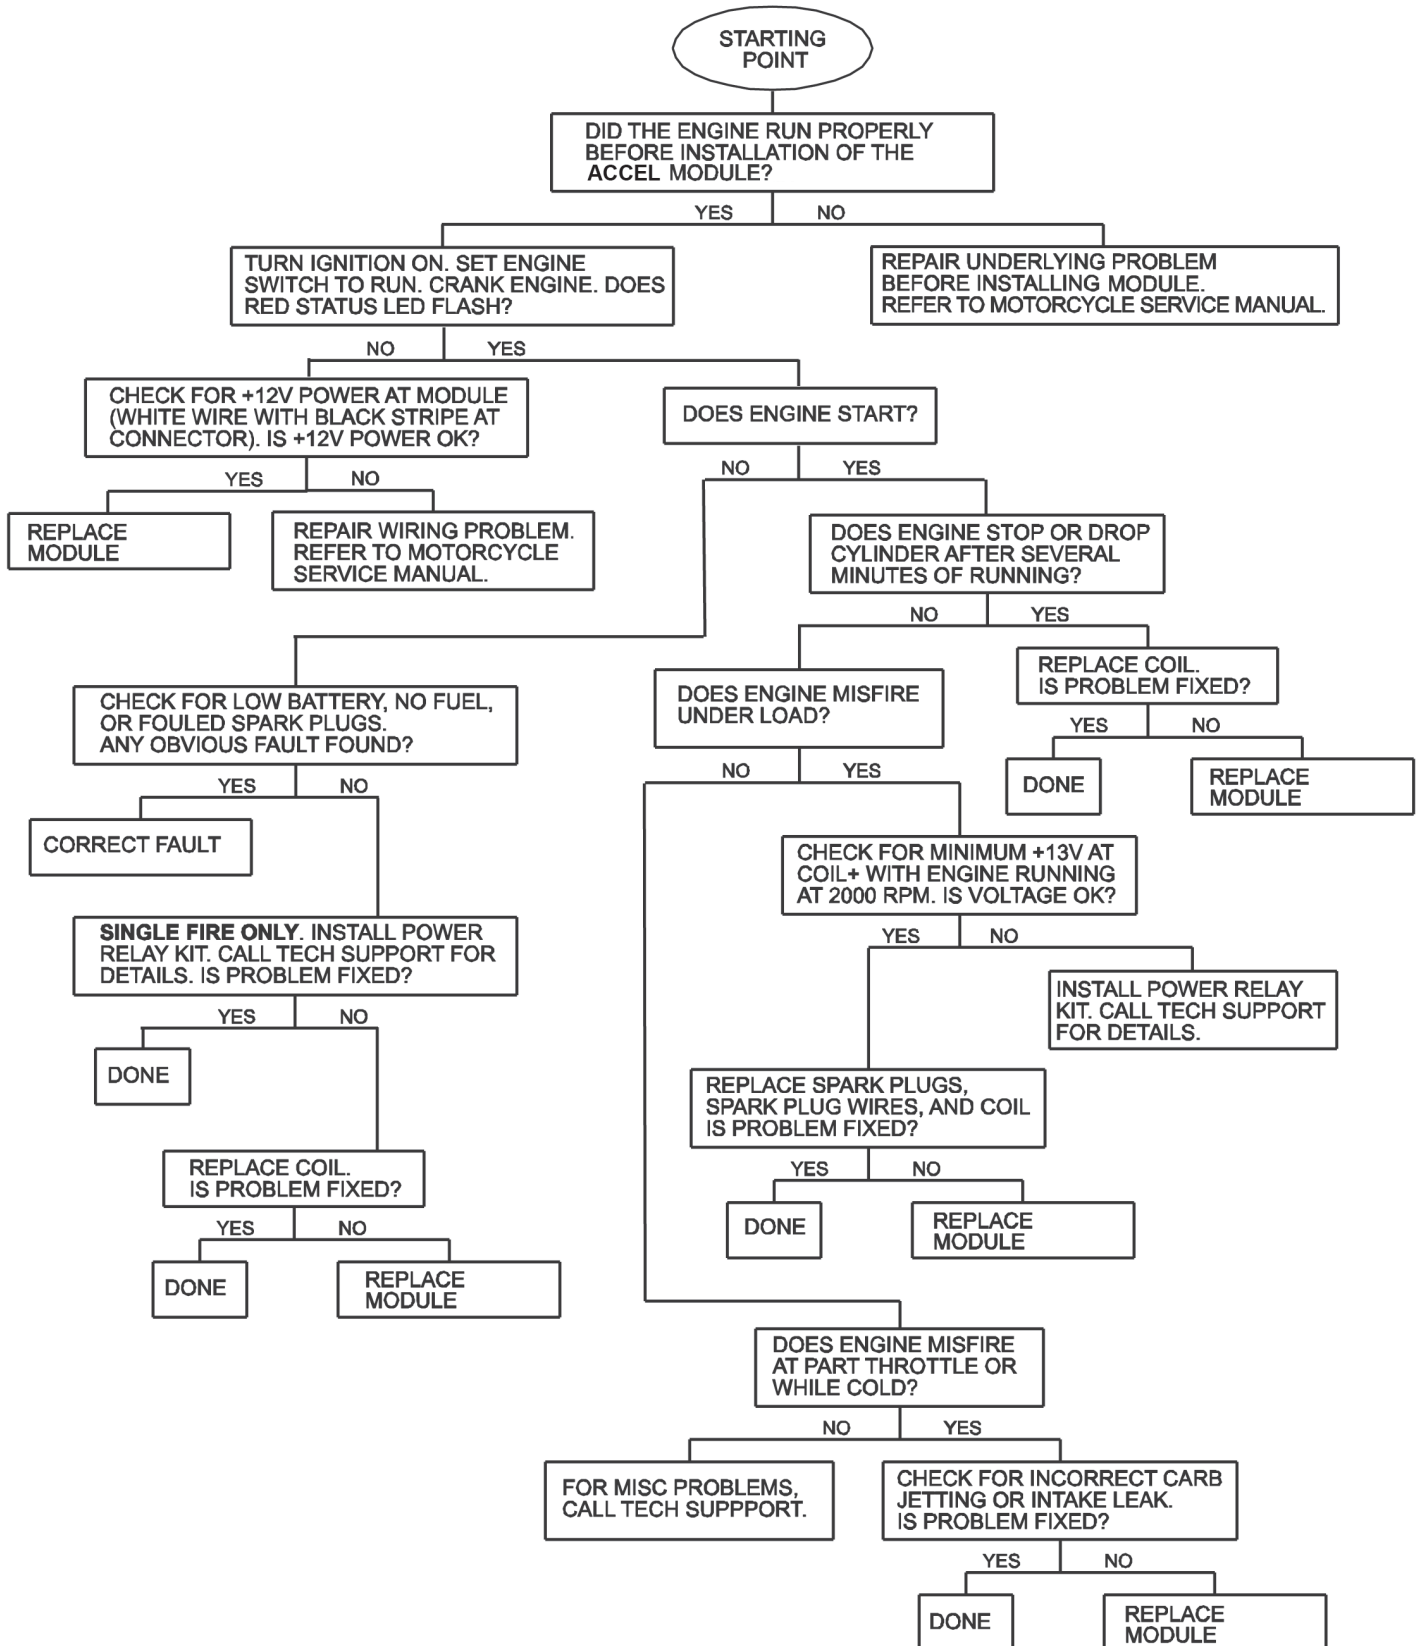 STARTING
POINT
DID THE ENGINE RUN PROPERLY
BEFORE INSTALLATION OF THE
ACCEL MODULE?
YES
NO
TURN IGNITION ON. SET ENGINE
SWITCH TO RUN. CRANK ENGINE. DOES
RED STATUS LED FLASH?
REPAIR UNDERLYING PROBLEM
BEFORE INSTALLING MODULE.
REFER TO MOTORCYCLE SERVICE MANUAL.
NO
YES
CHECK FOR +12V POWER AT MODULE
(WHITE WIRE WITH BLACK STRIPE AT
CONNECTOR). IS +12V POWER OK?
DOES ENGINE START?
YES
NO
NO
YES
REPLACE
MODULE
REPAIR WIRING PROBLEM.
REFER TO MOTORCYCLE
SERVICE MANUAL.
DOES ENGINE STOP OR DROP
CYLINDER AFTER SEVERAL
MINUTES OF RUNNING?
NO
YES
CHECK FOR LOW BATTERY, NO FUEL,
OR FOULED SPARK PLUGS.
ANY OBVIOUS FAULT FOUND?
DOES ENGINE MISFIRE
UNDER LOAD?
REPLACE COIL.
IS PROBLEM FIXED?
YES
NO
YES
NO
NO
YES
DONE
REPLACE
MODULE
CORRECT FAULT
CHECK FOR MINIMUM +13V AT
COIL+ WITH ENGINE RUNNING
AT 2000 RPM. IS VOLTAGE OK?
SINGLE FIRE ONLY. INSTALL POWER
RELAY KIT. CALL TECH SUPPORT FOR
DETAILS. IS PROBLEM FIXED?
YES
NO
INSTALL POWER RELAY
KIT. CALL TECH SUPPORT
FOR DETAILS.
YES
NO
DONE
REPLACE SPARK PLUGS,
SPARK PLUG WIRES, AND COIL
IS PROBLEM FIXED?
REPLACE COIL.
IS PROBLEM FIXED?
YES
NO
YES
NO
DONE
REPLACE
MODULE
DONE
REPLACE
MODULE
DOES ENGINE MISFIRE
AT PART THROTTLE OR
WHILE COLD?
NO
YES
FOR MISC PROBLEMS,
CALL TECH SUPPPORT.
CHECK FOR INCORRECT CARB
JETTING OR INTAKE LEAK.
IS PROBLEM FIXED?
YES
NO
DONE
REPLACE
MODULE